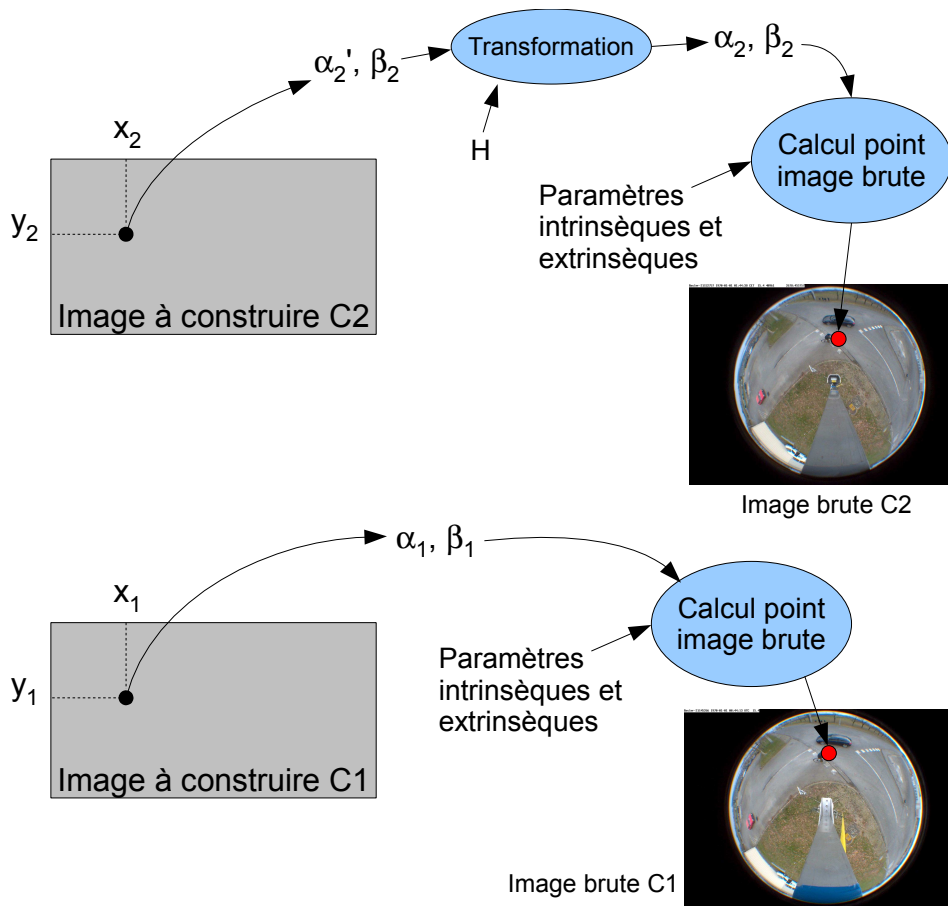 α2', β2
Transformation
α2, β2
x2
H
Calcul point
image brute
y2
Paramètres
intrinsèques et
extrinsèques
Image à construire C2
Image brute C2
α1, β1
x1
Calcul point
image brute
y1
Paramètres
intrinsèques et
extrinsèques
Image à construire C1
Image brute C1